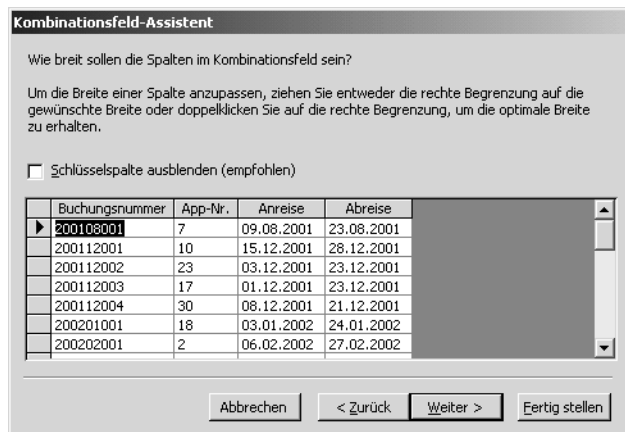 Kombinationsfeld-Assistent
Wie breit sollen die Spalten im Kombinationsfeld sein?
Um die Breite einer Spalte anzupassen, ziehen Sie entweder die rechte Begrenzung auf die
gewünschte Breite oder doppelklicken Sie auf die rechte Begrenzung, um die optimale Breite
zu erhalten.
Schlüsselspalte ausblenden (empfohlen)
Buchungsnummer App-Nr. Anreise Abreise
200108001 7 09.08.2001 23.08.2001
200112001 10 15.12.2001 28.12.2001
200112002 23 03.12.2001 23.12.2001
200112003 17 01.12.2001 23.12.2001
200112004 30 08.12.2001 21.12.2001
200201001 18 03.01.2002 24.01.2002
200202001 2 06.02.2002 27.02.2002
Abbrechen < Zurück Weiter > Fertig stellen